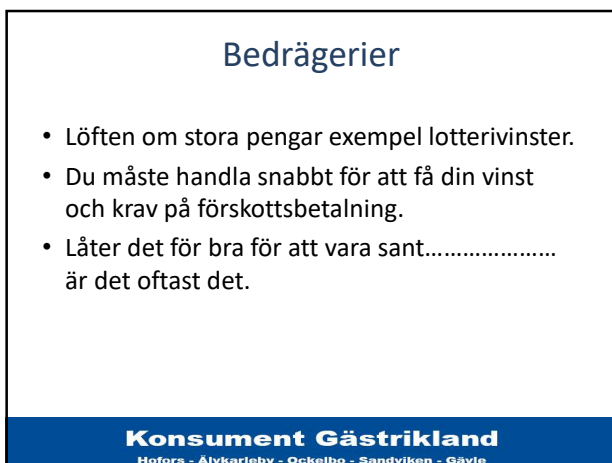 Bedrägerier
• Löften om stora pengar exempel lotterivinster.
• Du måste handla snabbt för att få din vinst
och krav på förskottsbetalning.
• Låter det för bra för att vara sant…………………
är det oftast det.
Konsument Gästrikland
Hofors - Älvkarleby - Ockelbo - Sandviken - Gävle